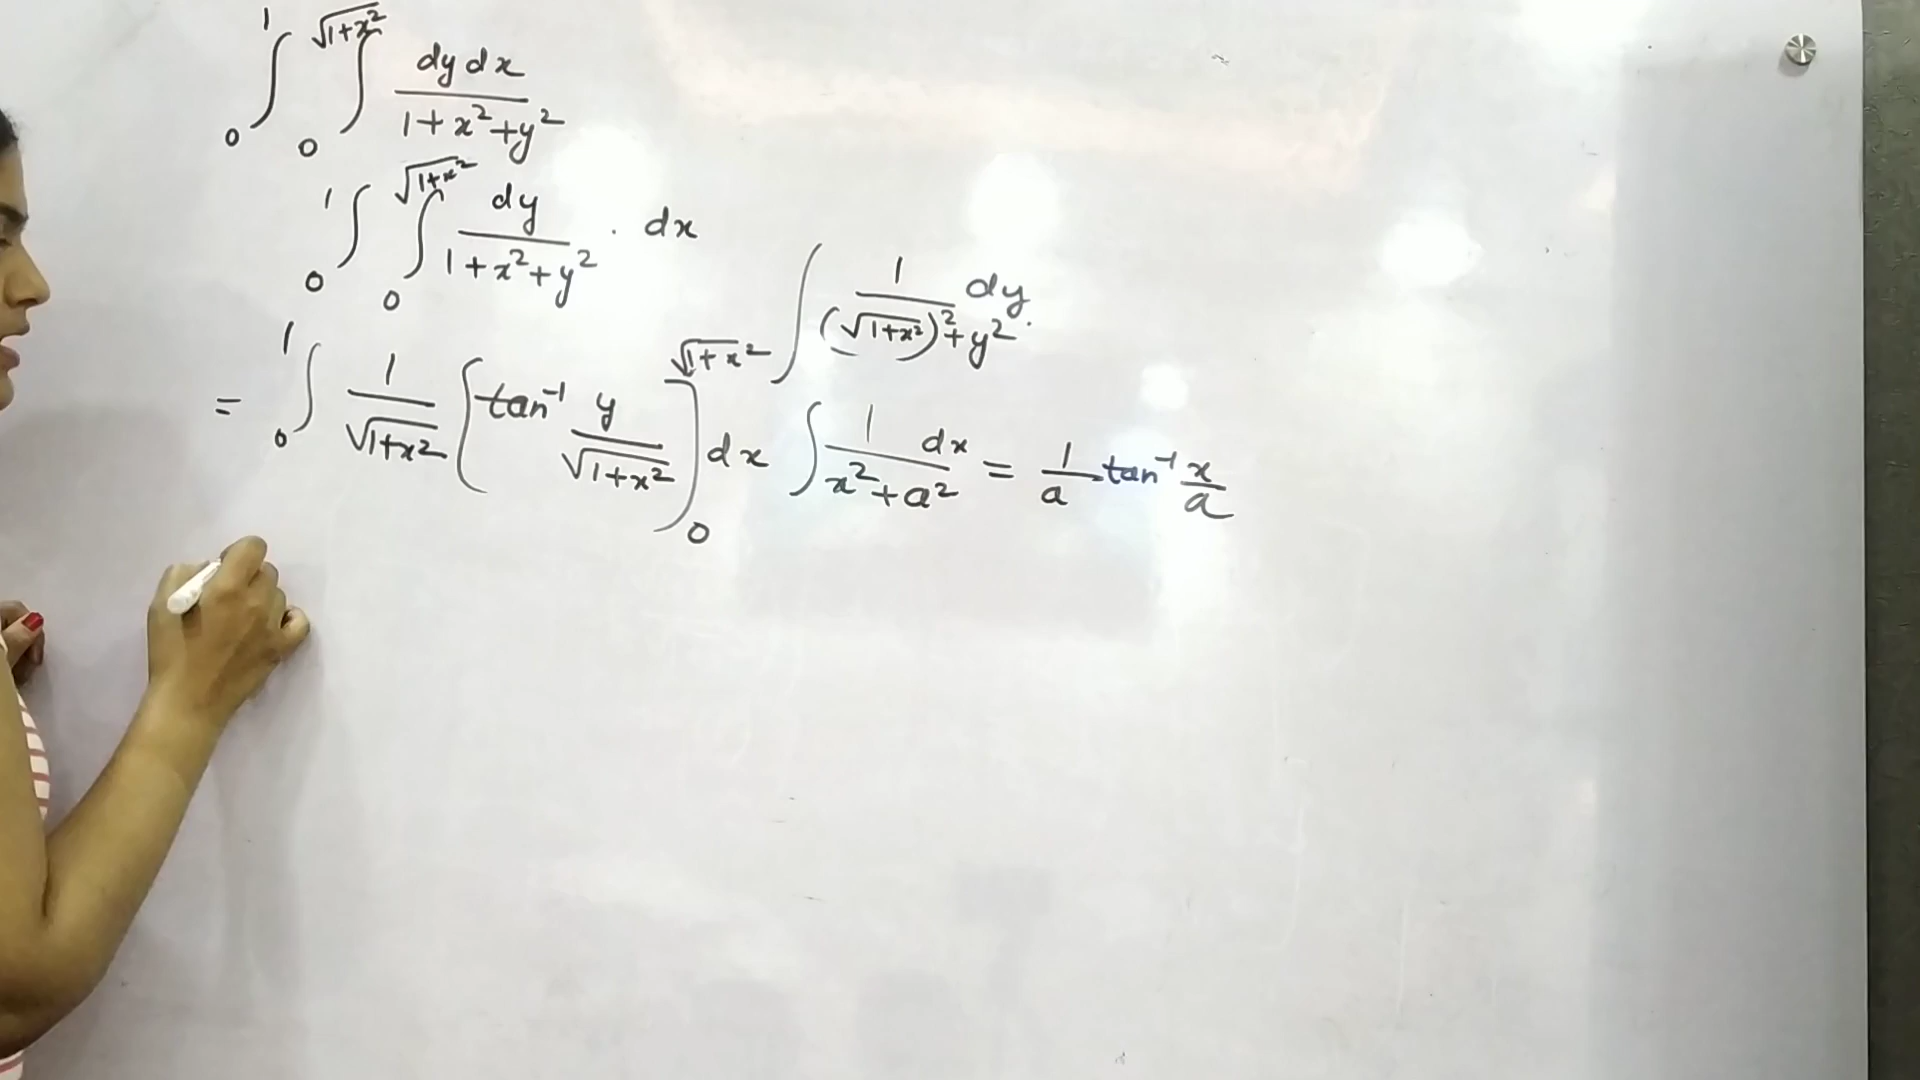 ∫₀¹ ∫₀^√(1+x²) dy dx / (1+x²+y²)
∫₀¹ ∫₀^√(1+x²) dy / (1+x²+y²) . dx
∫ 1 / ((√(1+x²))²+y²) dy.
= ∫₀¹ 1/√(1+x²) [tan⁻¹ y/√(1+x²)]₀^√(1+x²) dx
∫ 1/(x²+a²) dx = 1/a tan⁻¹ x/a